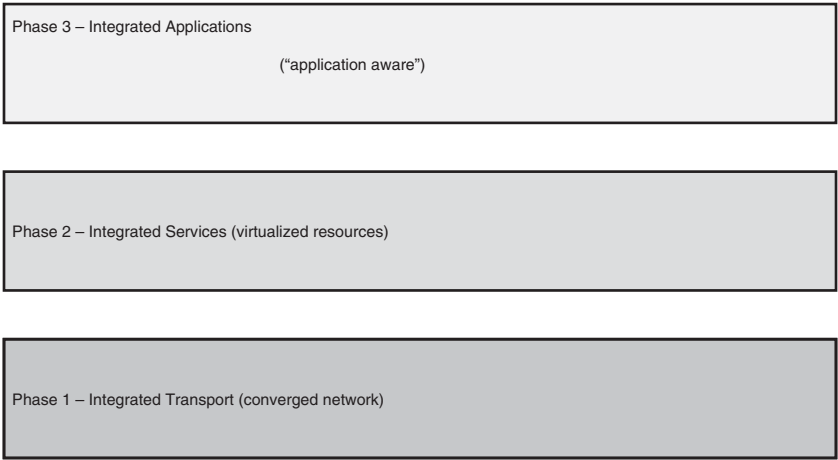 Phase 3 – Integrated Applications
(“application aware”)
Phase 2 – Integrated Services (virtualized resources)
Phase 1 – Integrated Transport (converged network)